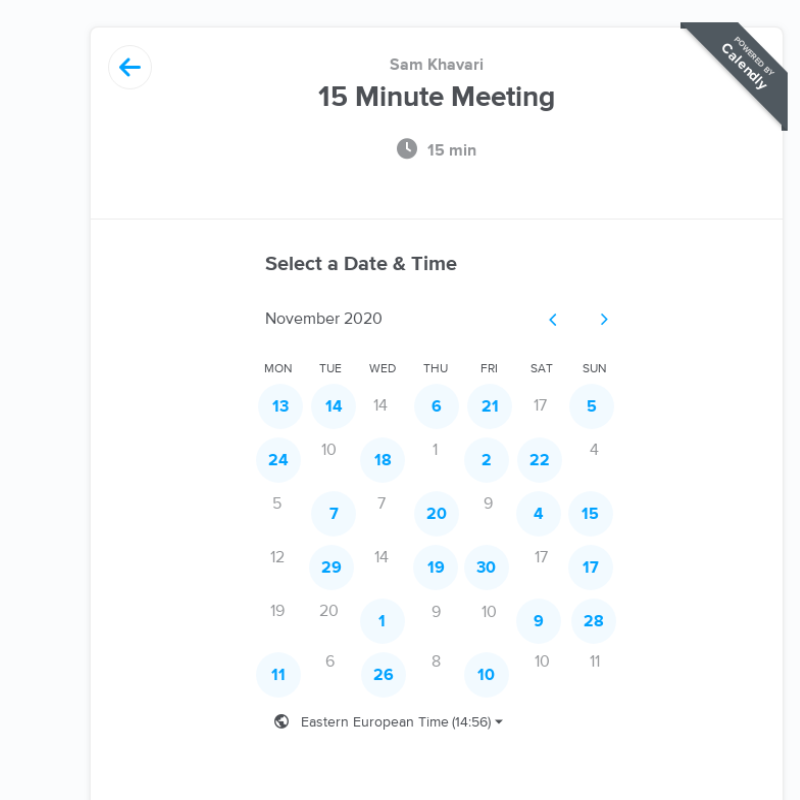 POWERED BY
Calendly
Sam Khavari
15 Minute Meeting
15 min
Select a Date & Time
November 2020
MON TUE WED THU FRI SAT SUN
13 14 14 6 21 17 5
24 10 18 1 2 22 4
5 7 7 20 9 4 15
12 29 14 19 30 17 17
19 20 1 9 10 9 28
11 6 26 8 10 10 11
Eastern European Time (14:56)